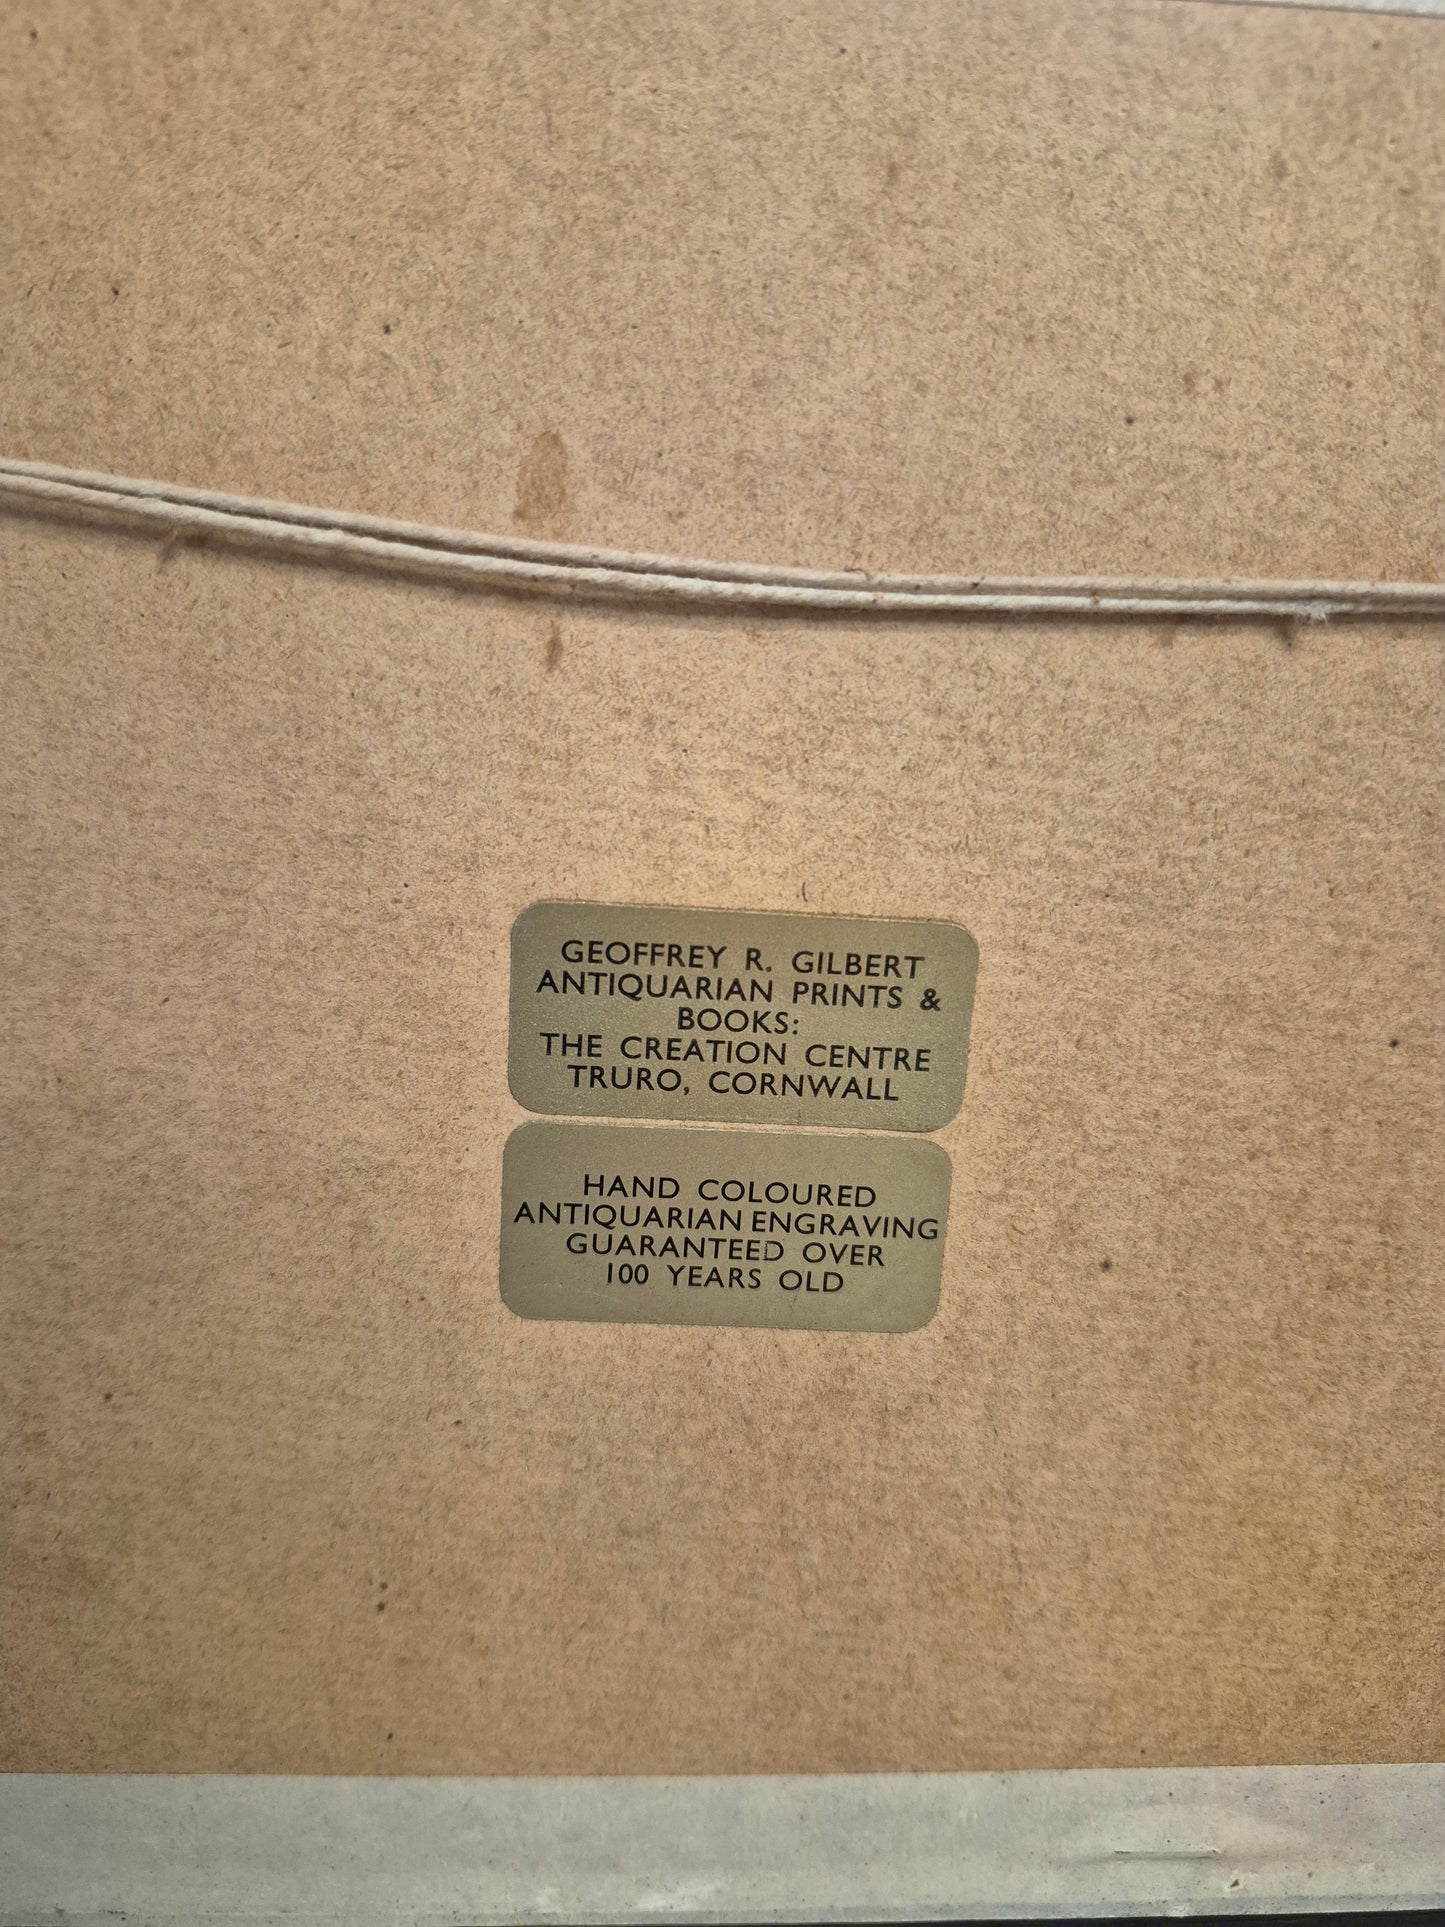 GEOFFREY R. GILBERT
ANTIQUARIAN PRINTS &
BOOKS:
THE CREATION CENTRE
TRURO, CORNWALL
HAND COLOURED
ANTIQUARIAN ENGRAVING
GUARANTEED OVER
100 YEARS OLD